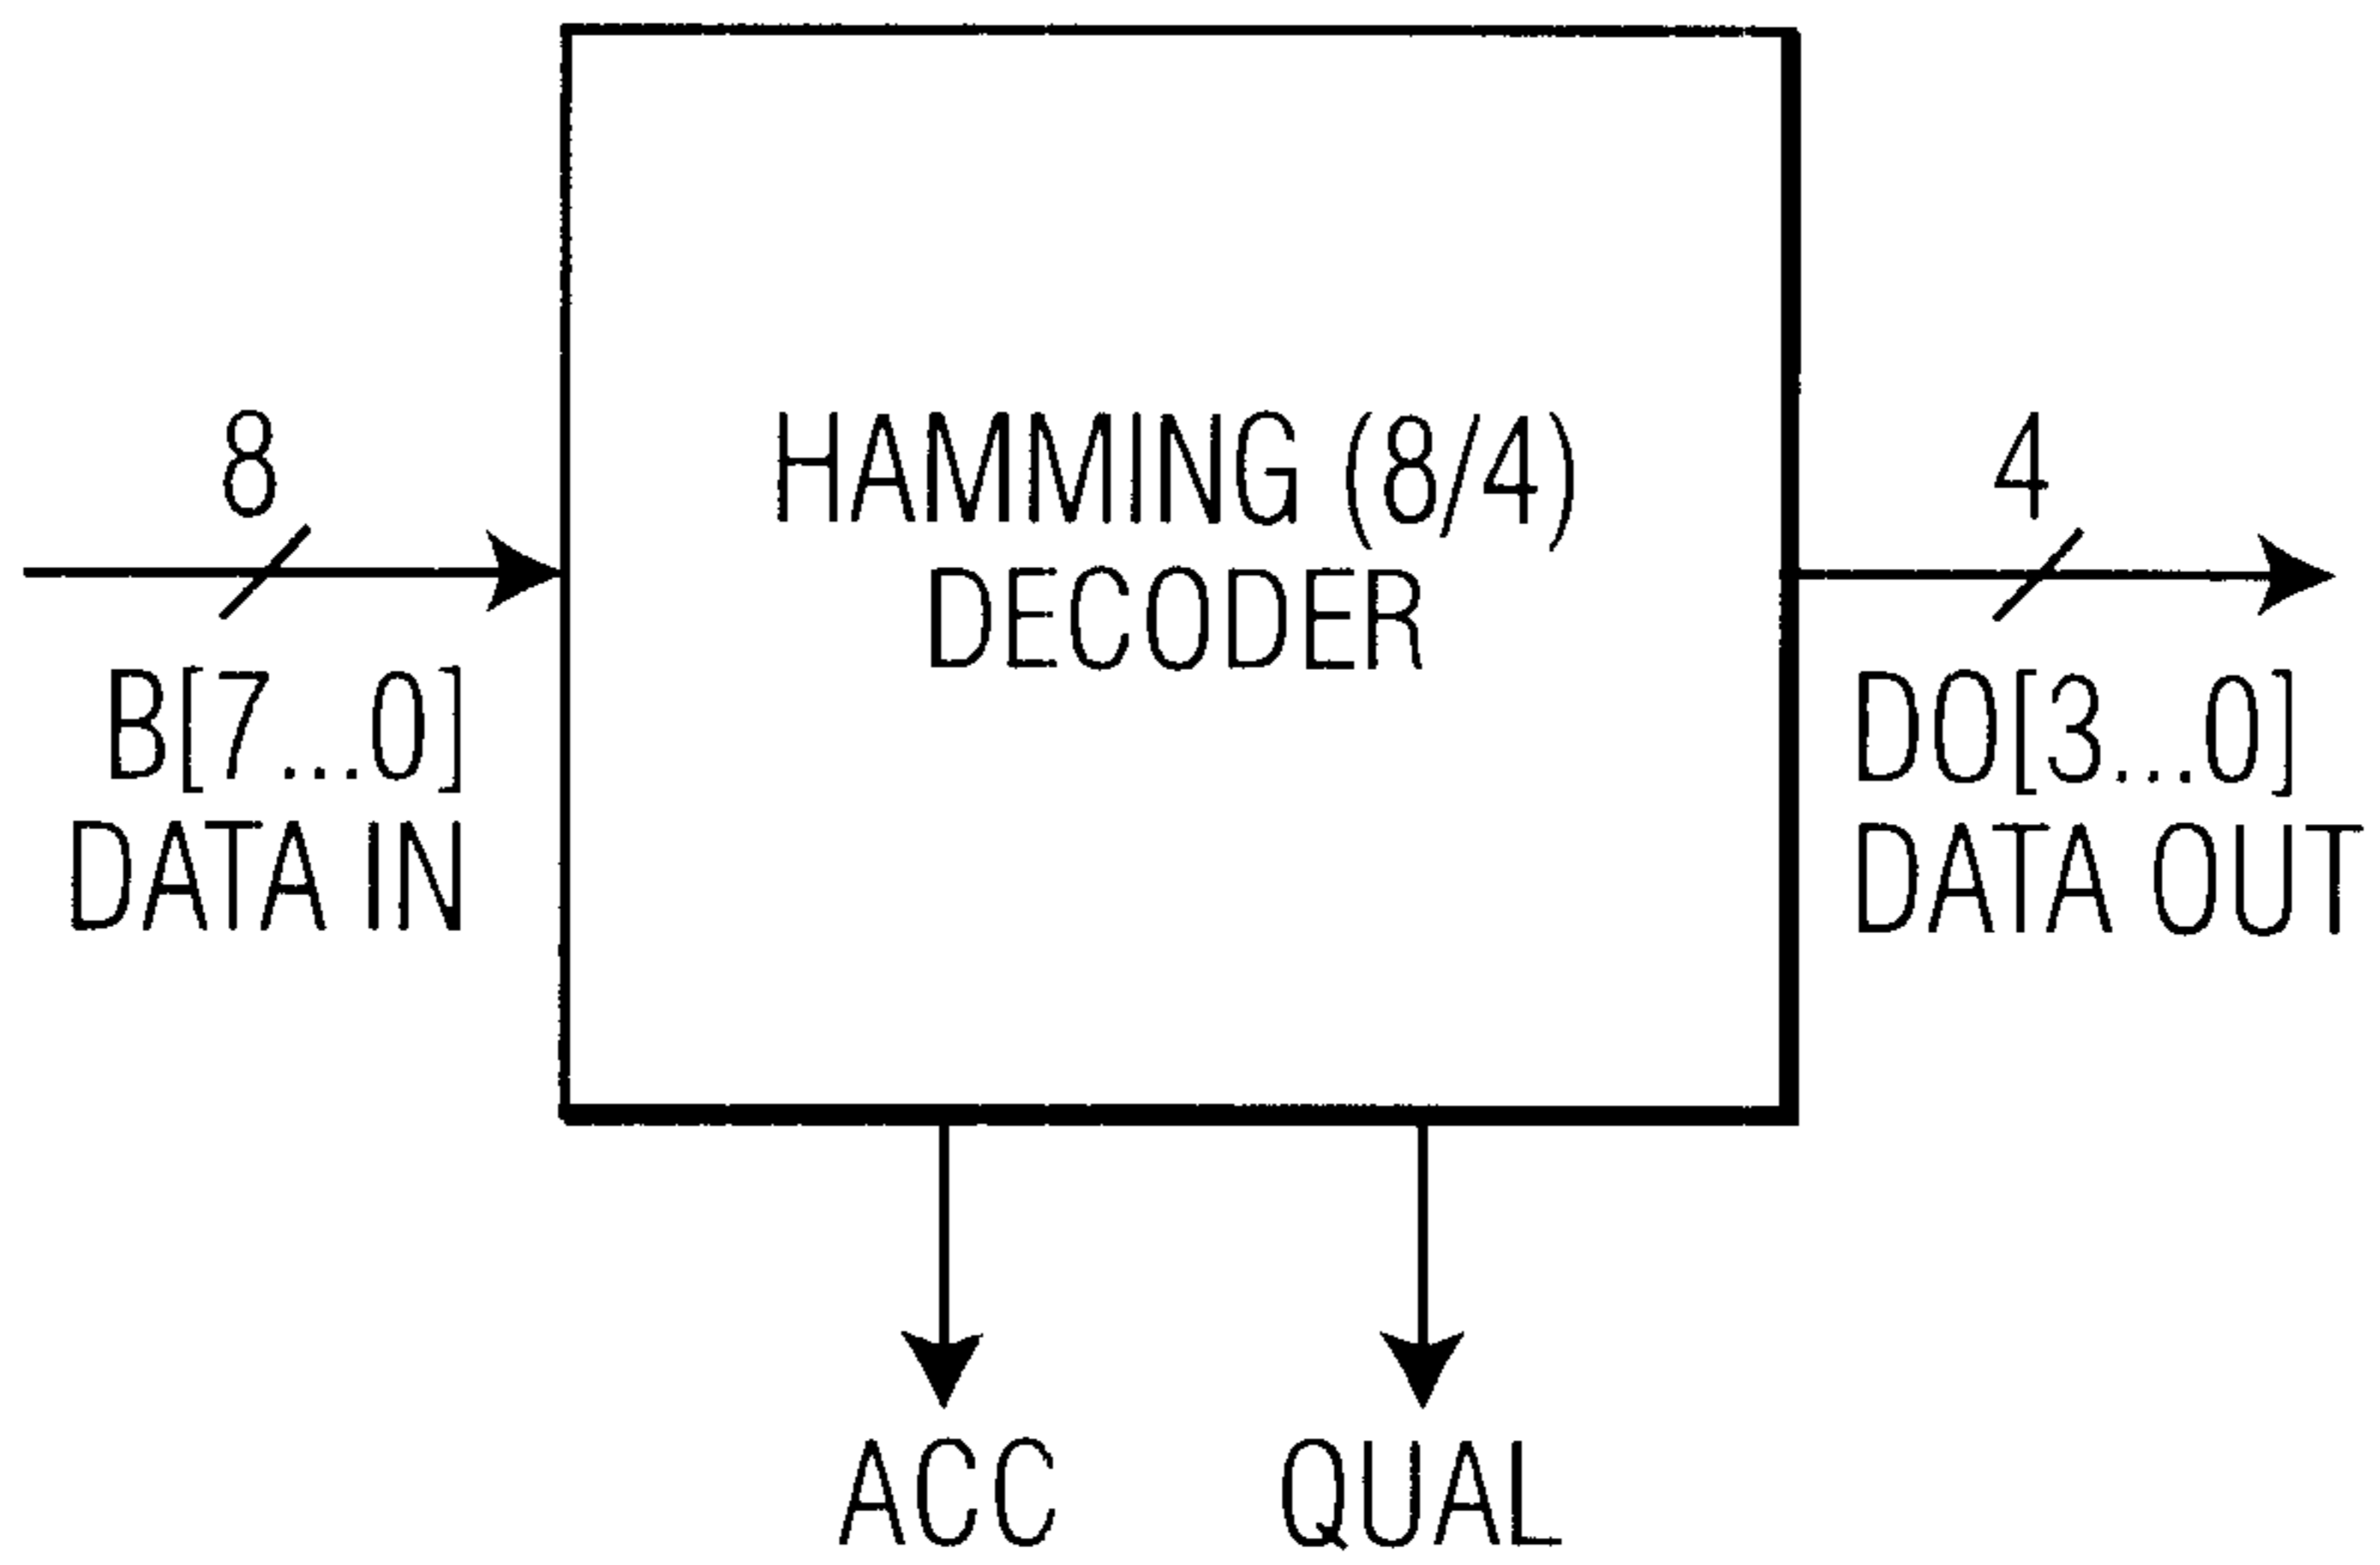 8
B[7...0]
DATA IN
HAMMING (8/4)
DECODER
4
DO[3...0]
DATA OUT
ACC
QUAL